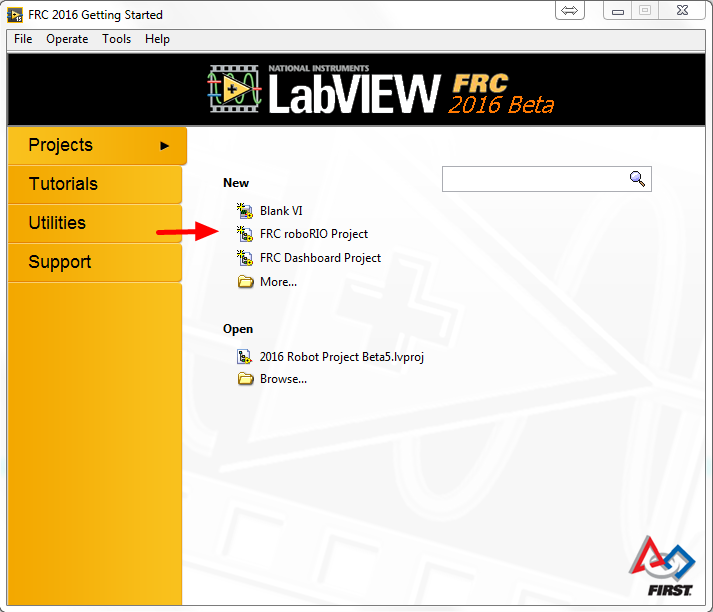 FRC 2016 Getting Started
File Operate Tools Help
NATIONAL INSTRUMENTS
LabVIEW FRC
2016 Beta
Projects
Tutorials
Utilities
Support
New
Blank VI
FRC roboRIO Project
FRC Dashboard Project
More...
Open
2016 Robot Project Beta5.lvproj
Browse...
FIRST